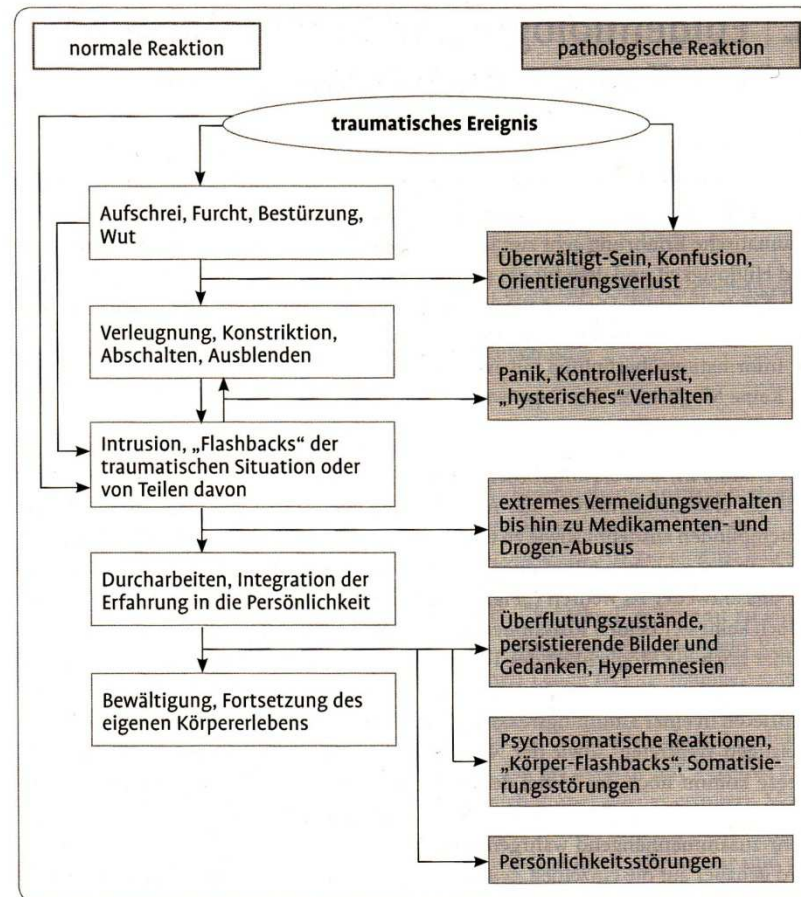 normale Reaktion
pathologische Reaktion
traumatisches Ereignis
Aufschrei, Furcht, Bestürzung,
Wut
Überwältigt-Sein, Konfusion,
Orientierungsverlust
Verleugnung, Konstriktion,
Abschalten, Ausblenden
Panik, Kontrollverlust,
„hysterisches“ Verhalten
Intrusion, „Flashbacks“ der
traumatischen Situation oder
von Teilen davon
extremes Vermeidungsverhalten
bis hin zu Medikamenten- und
Drogen-Abusus
Durcharbeiten, Integration der
Erfahrung in die Persönlichkeit
Überflutungszustände,
persistierende Bilder und
Gedanken, Hypermnesien
Bewältigung, Fortsetzung des
eigenen Körpererlebens
Psychosomatische Reaktionen,
„Körper-Flashbacks“, Somatisie-
rungsstörungen
Persönlichkeitsstörungen